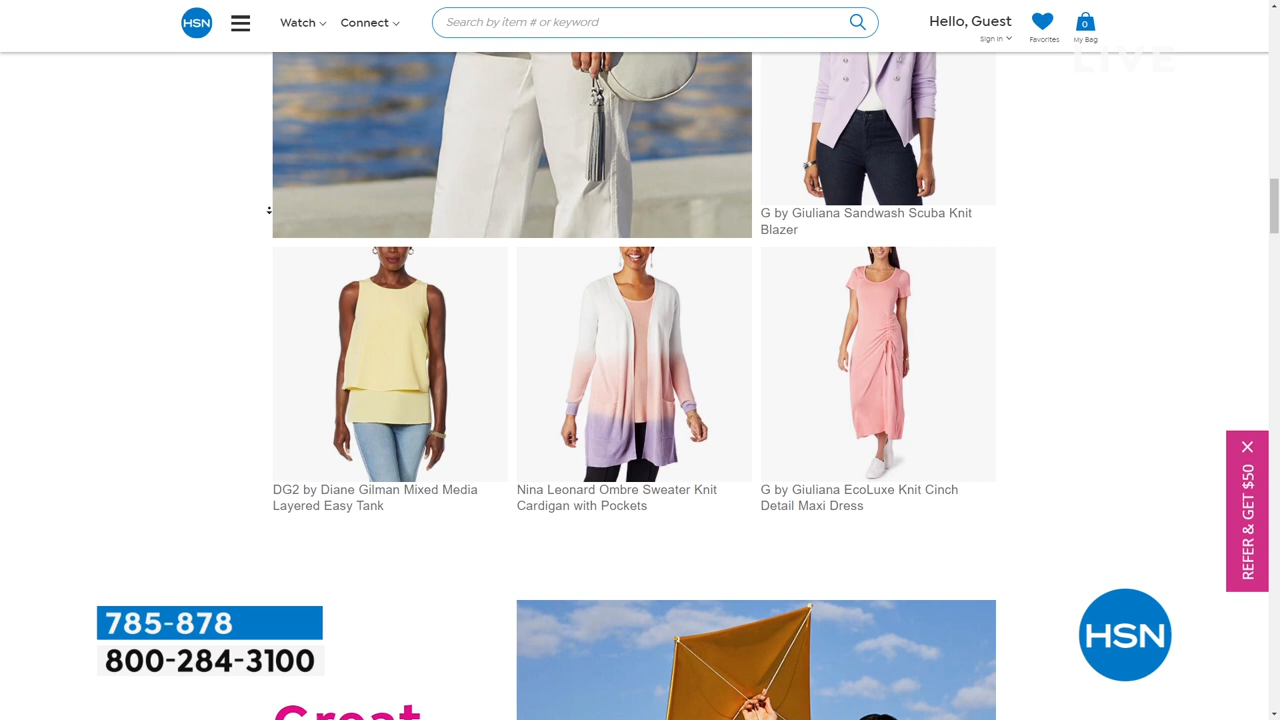 HSN
Watch
Connect
Search by item # or keyword
Hello, Guest
Sign In
Favorites
0
My Bag
LIVE
G by Giuliana Sandwash Scuba Knit
Blazer
DG2 by Diane Gilman Mixed Media
Layered Easy Tank
Nina Leonard Ombre Sweater Knit
Cardigan with Pockets
G by Giuliana EcoLuxe Knit Cinch
Detail Maxi Dress
REFER & GET $50
785-878
800-284-3100
HSN
Great